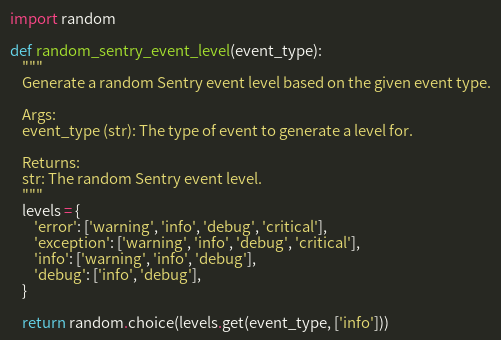 import random

def random_sentry_event_level(event_type):
    """
    Generate a random Sentry event level based on the given event type.

    Args:
    event_type (str): The type of event to generate a level for.

    Returns:
    str: The random Sentry event level.
    """
    levels = {
        'error': ['warning', 'info', 'debug', 'critical'],
        'exception': ['warning', 'info', 'debug', 'critical'],
        'info': ['warning', 'info', 'debug'],
        'debug': ['info', 'debug'],
    }

    return random.choice(levels.get(event_type, ['info']))